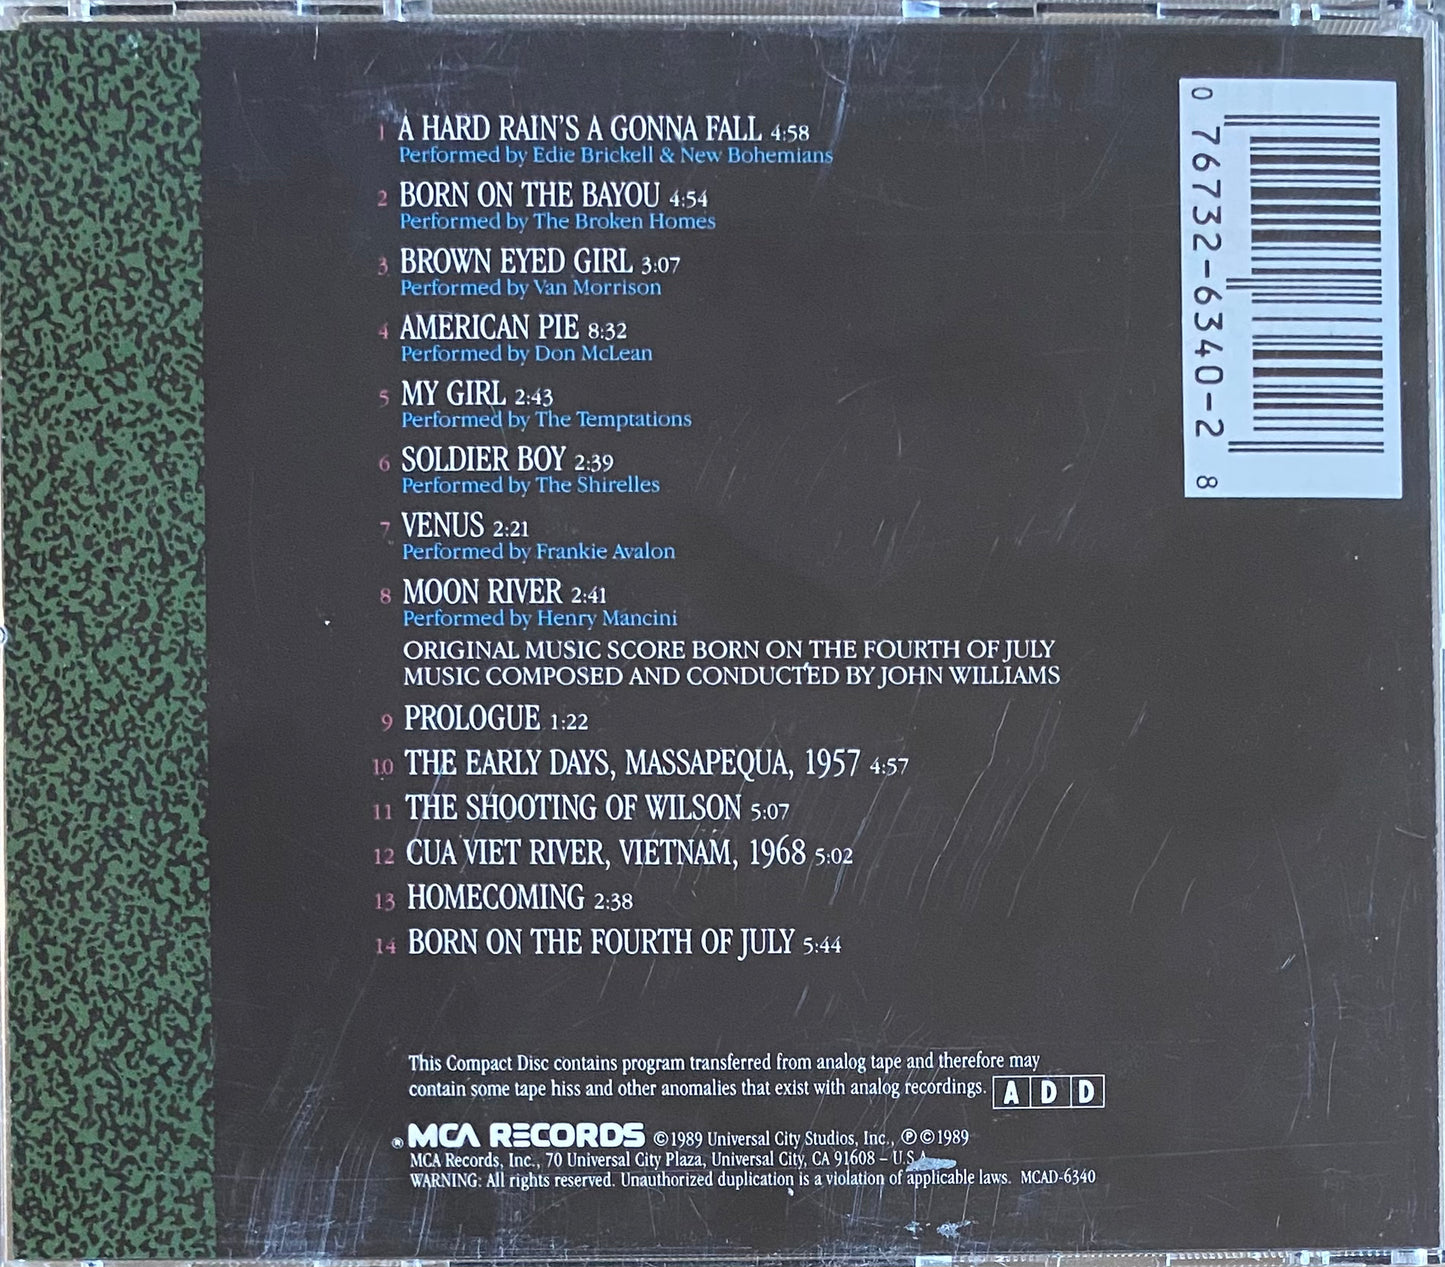 1 A HARD RAIN'S A GONNA FALL 4:58
Performed by Edie Brickell & New Bohemians
2 BORN ON THE BAYOU 4:54
Performed by The Broken Homes
3 BROWN EYED GIRL 3:07
Performed by Van Morrison
4 AMERICAN PIE 8:32
Performed by Don McLean
5 MY GIRL 2:43
Performed by The Temptations
6 SOLDIER BOY 2:39
Performed by The Shirelles
7 VENUS 2:21
Performed by Frankie Avalon
8 MOON RIVER 2:41
Performed by Henry Mancini
ORIGINAL MUSIC SCORE BORN ON THE FOURTH OF JULY
MUSIC COMPOSED AND CONDUCTED BY JOHN WILLIAMS
9 PROLOGUE 1:22
10 THE EARLY DAYS, MASSAPEQUA, 1957 4:57
11 THE SHOOTING OF WILSON 5:07
12 CUA VIET RIVER, VIETNAM, 1968 5:02
13 HOMECOMING 2:38
14 BORN ON THE FOURTH OF JULY 5:44
This Compact Disc contains program transferred from analog tape and therefore may
contain some tape hiss and other anomalies that exist with analog recordings. A D D
® MCA RECORDS ©1989 Universal City Studios, Inc., ℗©1989
MCA Records, Inc., 70 Universal City Plaza, Universal City, CA 91608 – U.S.A.
WARNING: All rights reserved. Unauthorized duplication is a violation of applicable laws. MCAD-6340
0 76732-6340-2 8